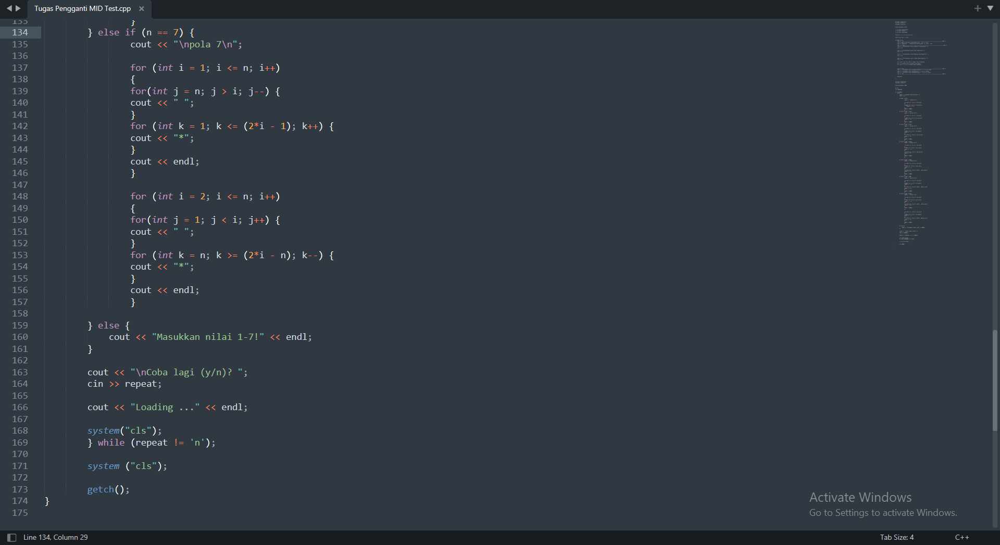 Tugas Pengganti MID Test.cpp ×
133 }
134 } else if (n == 7) {
135 cout << "\npola 7\n";
136
137 for (int i = 1; i <= n; i++)
138 {
139 for(int j = n; j > i; j--) {
140 cout << " ";
141 }
142 for (int k = 1; k <= (2*i - 1); k++) {
143 cout << "*";
144 }
145 cout << endl;
146 }
147
148 for (int i = 2; i <= n; i++)
149 {
150 for(int j = 1; j < i; j++) {
151 cout << " ";
152 }
153 for (int k = n; k >= (2*i - n); k--) {
154 cout << "*";
155 }
156 cout << endl;
157 }
158
159 } else {
160 cout << "Masukkan nilai 1-7!" << endl;
161 }
162
163 cout << "\nCoba lagi (y/n)? ";
164 cin >> repeat;
165
166 cout << "Loading ..." << endl;
167
168 system("cls");
169 } while (repeat != 'n');
170
171 system ("cls");
172
173 getch();
174 }
175
Activate Windows
Go to Settings to activate Windows.
Line 134, Column 29 Tab Size: 4 C++